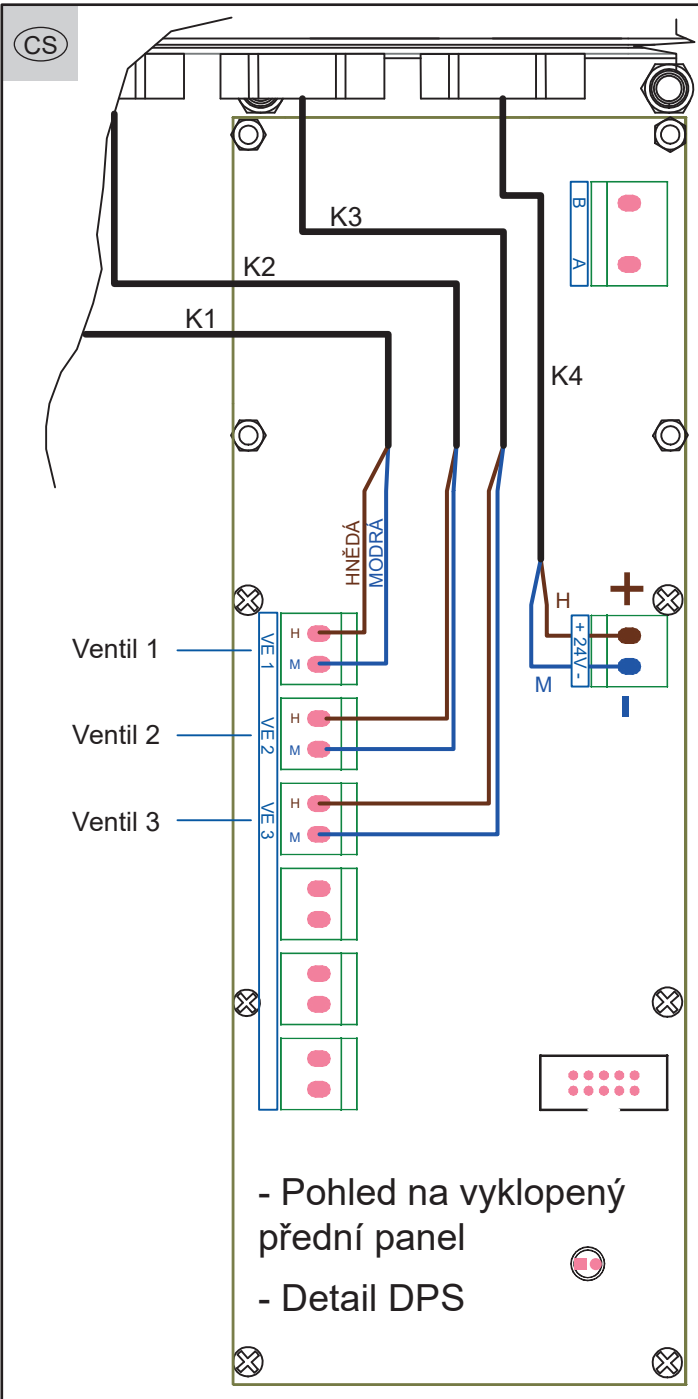 CS
K3
K2
K1
K4
B
A
HNĚDÁ
MODRÁ
H
+
+ 24V -
M
-
Ventil 1
VE 1
H
M
Ventil 2
VE 2
H
M
Ventil 3
VE 3
H
M
- Pohled na vyklopený
přední panel
- Detail DPS